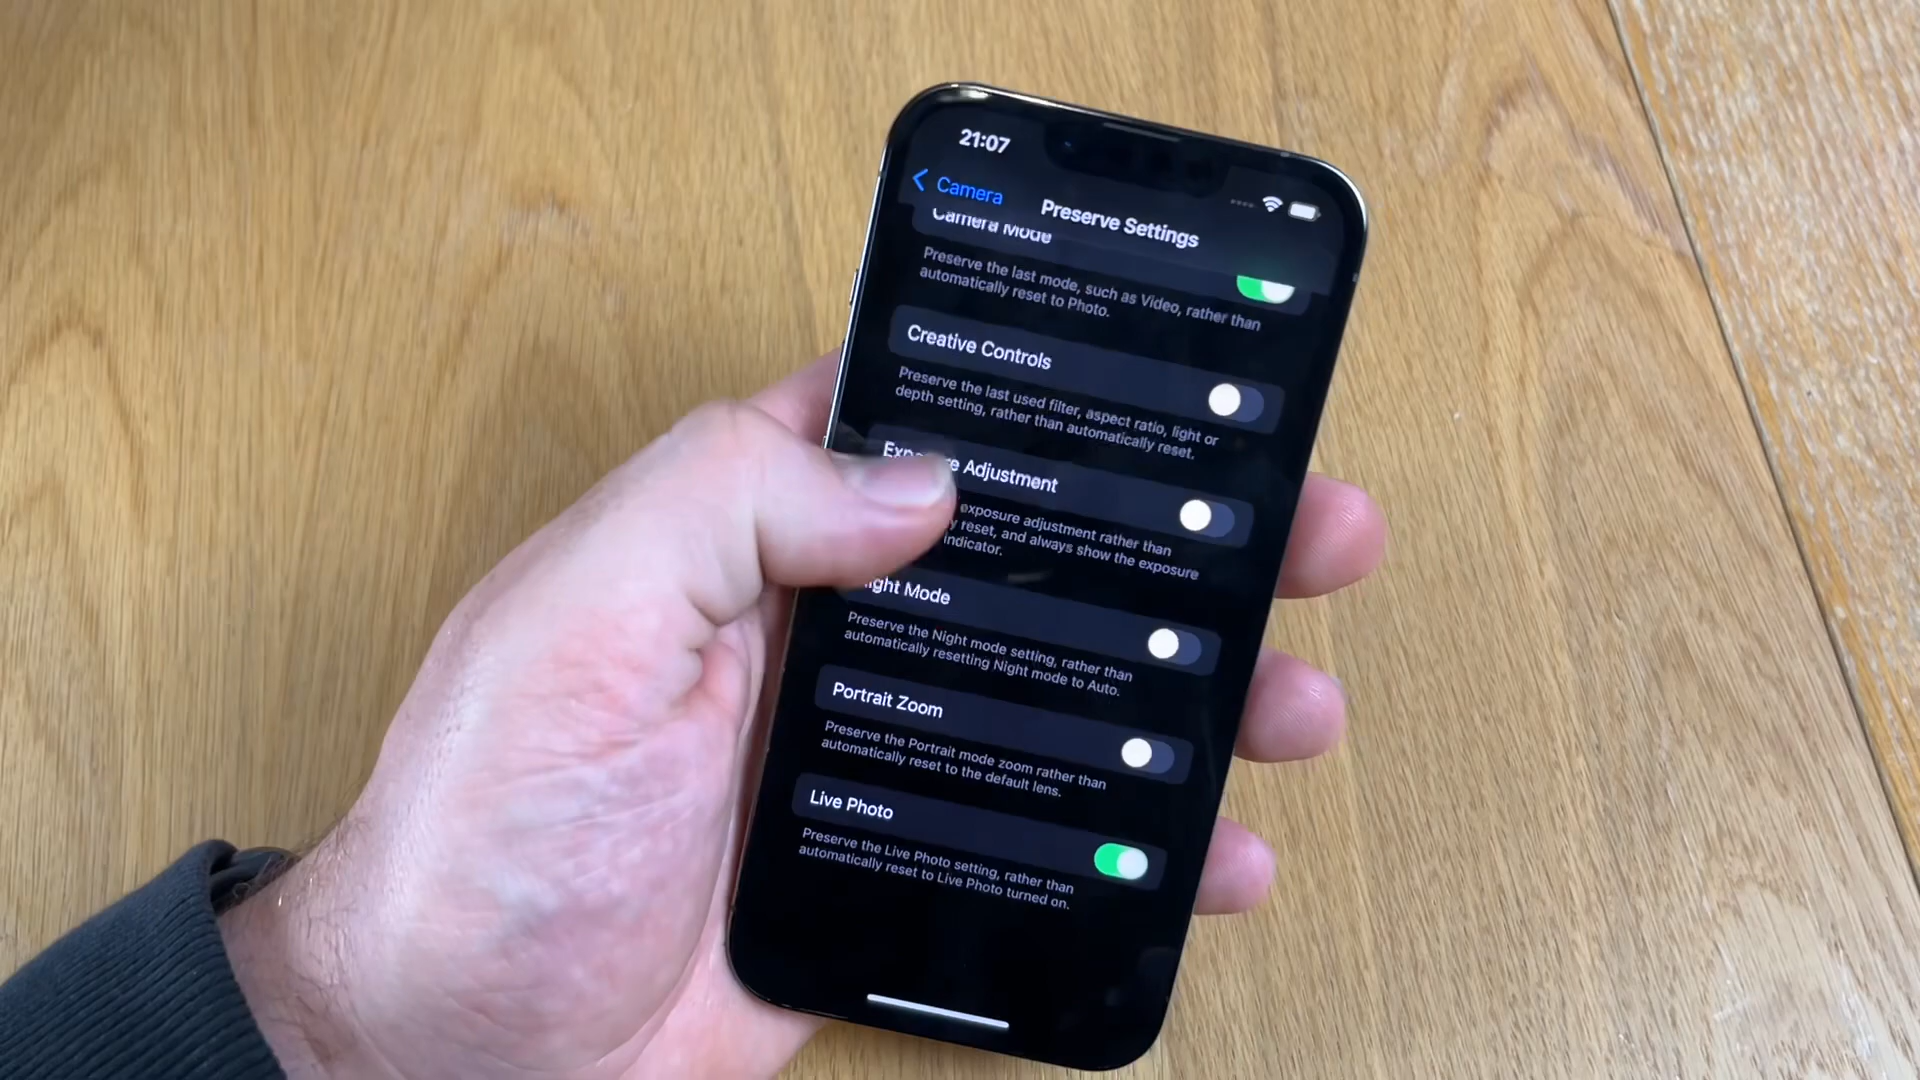 21:07
Camera
Preserve Settings
Camera Mode
Preserve the last mode, such as Video, rather than
automatically reset to Photo.
Creative Controls
Preserve the last used filter, aspect ratio, light or
depth setting, rather than automatically reset.
Adjustment
exposure adjustment rather than
reset, and always show the exposure
indicator.
Mode
Preserve the Night mode setting, rather than
automatically resetting Night mode to Auto.
Portrait Zoom
Preserve the Portrait mode zoom rather than
automatically reset to the default lens.
Live Photo
Preserve the Live Photo setting, rather than
automatically reset to Live Photo turned on.